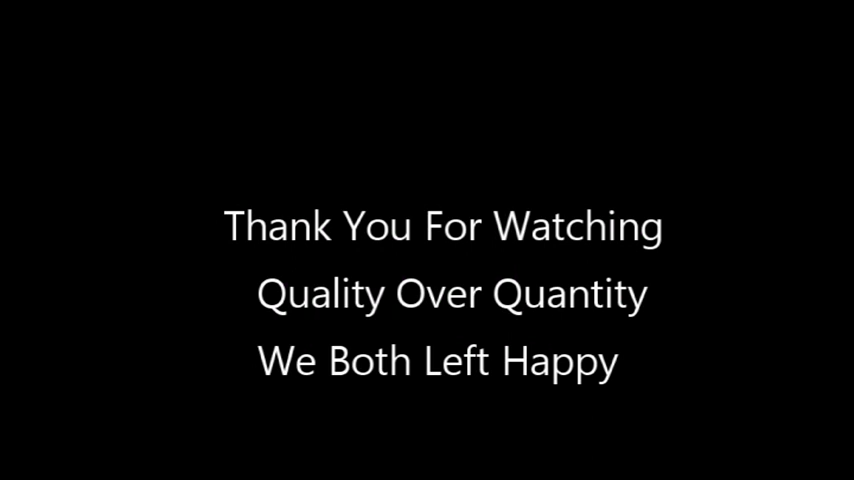 Thank You For Watching
Quality Over Quantity
We Both Left Happy